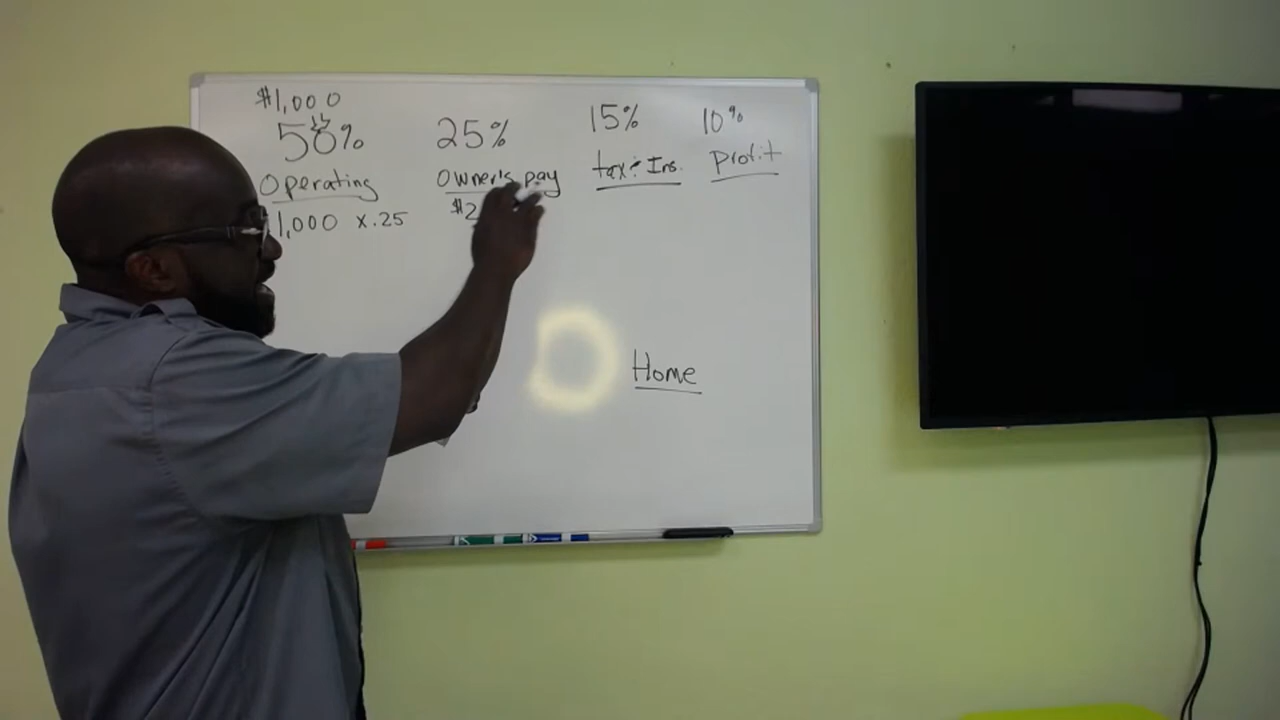 $1,000
50% 25% 15% 10%
Operating Owner's pay tax: Ins. Profit
1,000 x.25 $2
Home